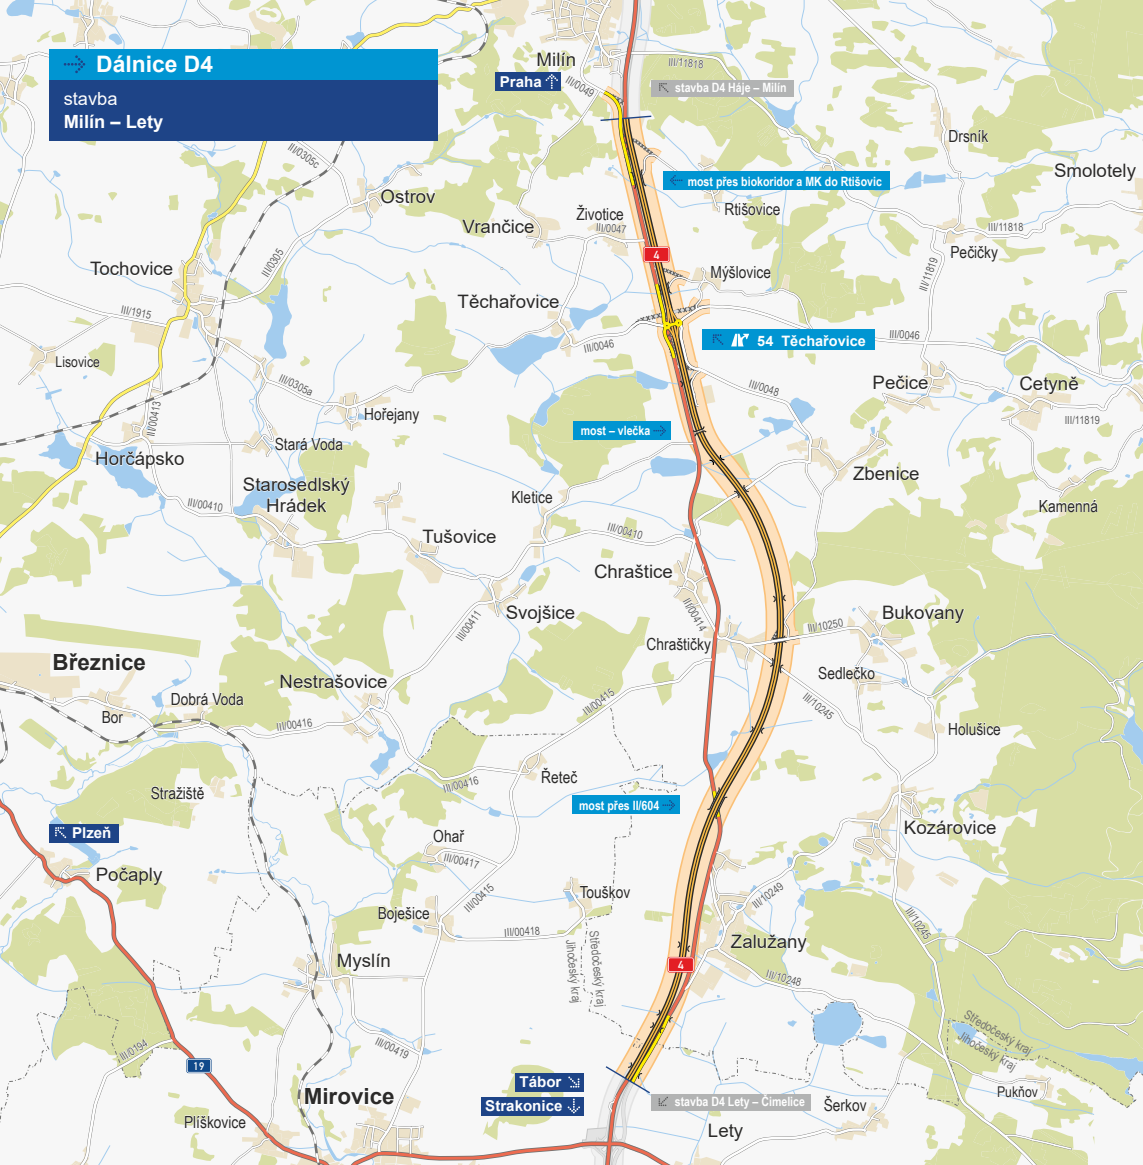 Dálnice D4
stavba
Milín – Lety
Milín
III/11818
Praha
III/0049
stavba D4 Háje – Milín
Drsník
III/0305c
Smolotely
most přes biokoridor a MK do Rtišovic
Ostrov
Rtišovice
Životice
Vrančice
III/0047
III/11818
4
Pečičky
III/0305
Tochovice
Mýšlovice
III/11819
Těchařovice
III/1915
54 Těchařovice
III/0046
III/0046
Lisovice
III/0305a
III/0048
Pečice
Cetyně
Hořejany
III/00413
III/11819
most – vlečka
Stará Voda
Horčápsko
Zbenice
Starosedlský
Hrádek
Kletice
III/00410
Kamenná
Tušovice
III/00410
Chraštice
Svojšice
III/00414
Bukovany
III/00411
III/10250
Chraštičky
Březnice
Sedlečko
Nestrašovice
Dobrá Voda
III/00415
III/10245
Bor
III/00416
Holušice
Řeteč
III/00416
Stražiště
most přes II/604
Plzeň
Kozárovice
Ohař
III/00417
Počaply
Touškov
III/00415
III/10249
Boješice
III/00418
III/10245
Středočeský kraj
Jihočeský kraj
Zalužany
Myslín
4
III/10248
III/0194
III/00419
Středočeský kraj
Jihočeský kraj
19
Tábor
Mirovice
Strakonice
stavba D4 Lety – Čimelice
Pukňov
Šerkov
Plíškovice
Lety